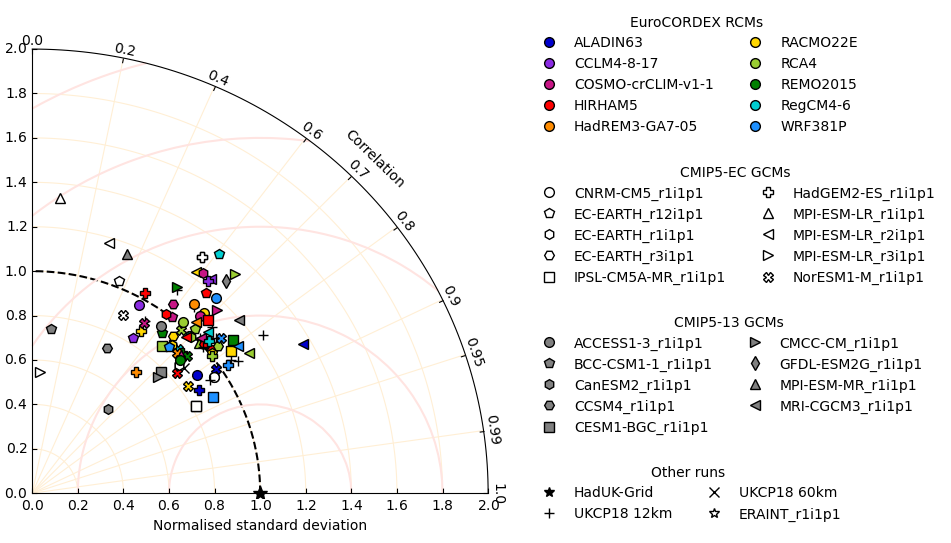 0.0
0.2
0.4
0.6
0.7
0.8
0.9
0.95
0.99
1.0
Correlation
2.0
1.8
1.6
1.4
1.2
1.0
0.8
0.6
0.4
0.2
0.0
0.0 0.2 0.4 0.6 0.8 1.0 1.2 1.4 1.6 1.8 2.0
Normalised standard deviation
EuroCORDEX RCMs
ALADIN63
CCLM4-8-17
COSMO-crCLIM-v1-1
HIRHAM5
HadREM3-GA7-05
RACMO22E
RCA4
REMO2015
RegCM4-6
WRF381P
CMIP5-EC GCMs
CNRM-CM5_r1i1p1
EC-EARTH_r12i1p1
EC-EARTH_r1i1p1
EC-EARTH_r3i1p1
IPSL-CM5A-MR_r1i1p1
HadGEM2-ES_r1i1p1
MPI-ESM-LR_r1i1p1
MPI-ESM-LR_r2i1p1
MPI-ESM-LR_r3i1p1
NorESM1-M_r1i1p1
CMIP5-13 GCMs
ACCESS1-3_r1i1p1
BCC-CSM1-1_r1i1p1
CanESM2_r1i1p1
CCSM4_r1i1p1
CESM1-BGC_r1i1p1
CMCC-CM_r1i1p1
GFDL-ESM2G_r1i1p1
MPI-ESM-MR_r1i1p1
MRI-CGCM3_r1i1p1
Other runs
HadUK-Grid
UKCP18 12km
UKCP18 60km
ERAINT_r1i1p1